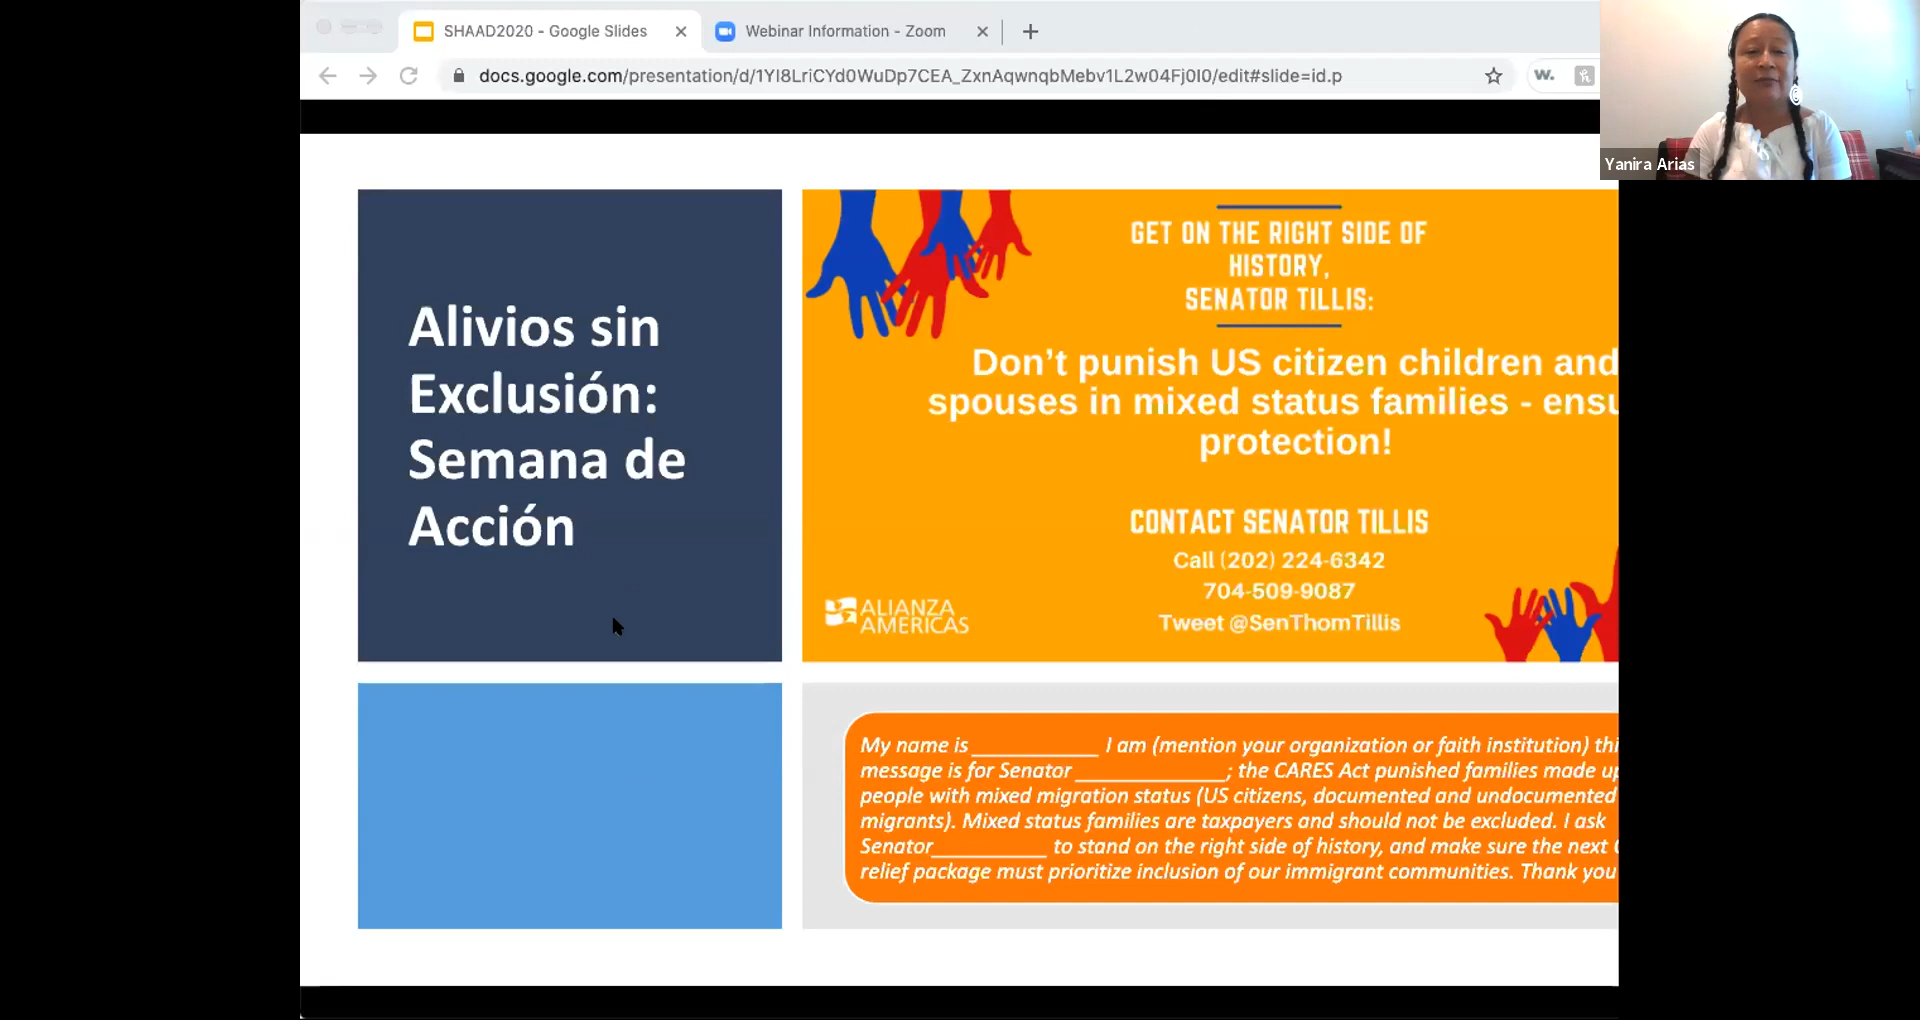 SHAAD2020 - Google Slides
Webinar Information - Zoom
docs.google.com/presentation/d/1YI8LriCYd0WuDp7CEA_ZxnAqwnqbMebv1L2w04Fj0I0/edit#slide=id.p
W.
Yanira Arias
Alivios sin
Exclusión:
Semana de
Acción
GET ON THE RIGHT SIDE OF
HISTORY,
SENATOR TILLIS:
Don't punish US citizen children and
spouses in mixed status families - ensu
protection!
CONTACT SENATOR TILLIS
Call (202) 224-6342
704-509-9087
Tweet @SenThomTillis
ALIANZA
AMERICAS
My name is ____________ I am (mention your organization or faith institution) thi
message is for Senator ______________; the CARES Act punished families made up
people with mixed migration status (US citizens, documented and undocumented
migrants). Mixed status families are taxpayers and should not be excluded. I ask
Senator___________ to stand on the right side of history, and make sure the next
relief package must prioritize inclusion of our immigrant communities. Thank you